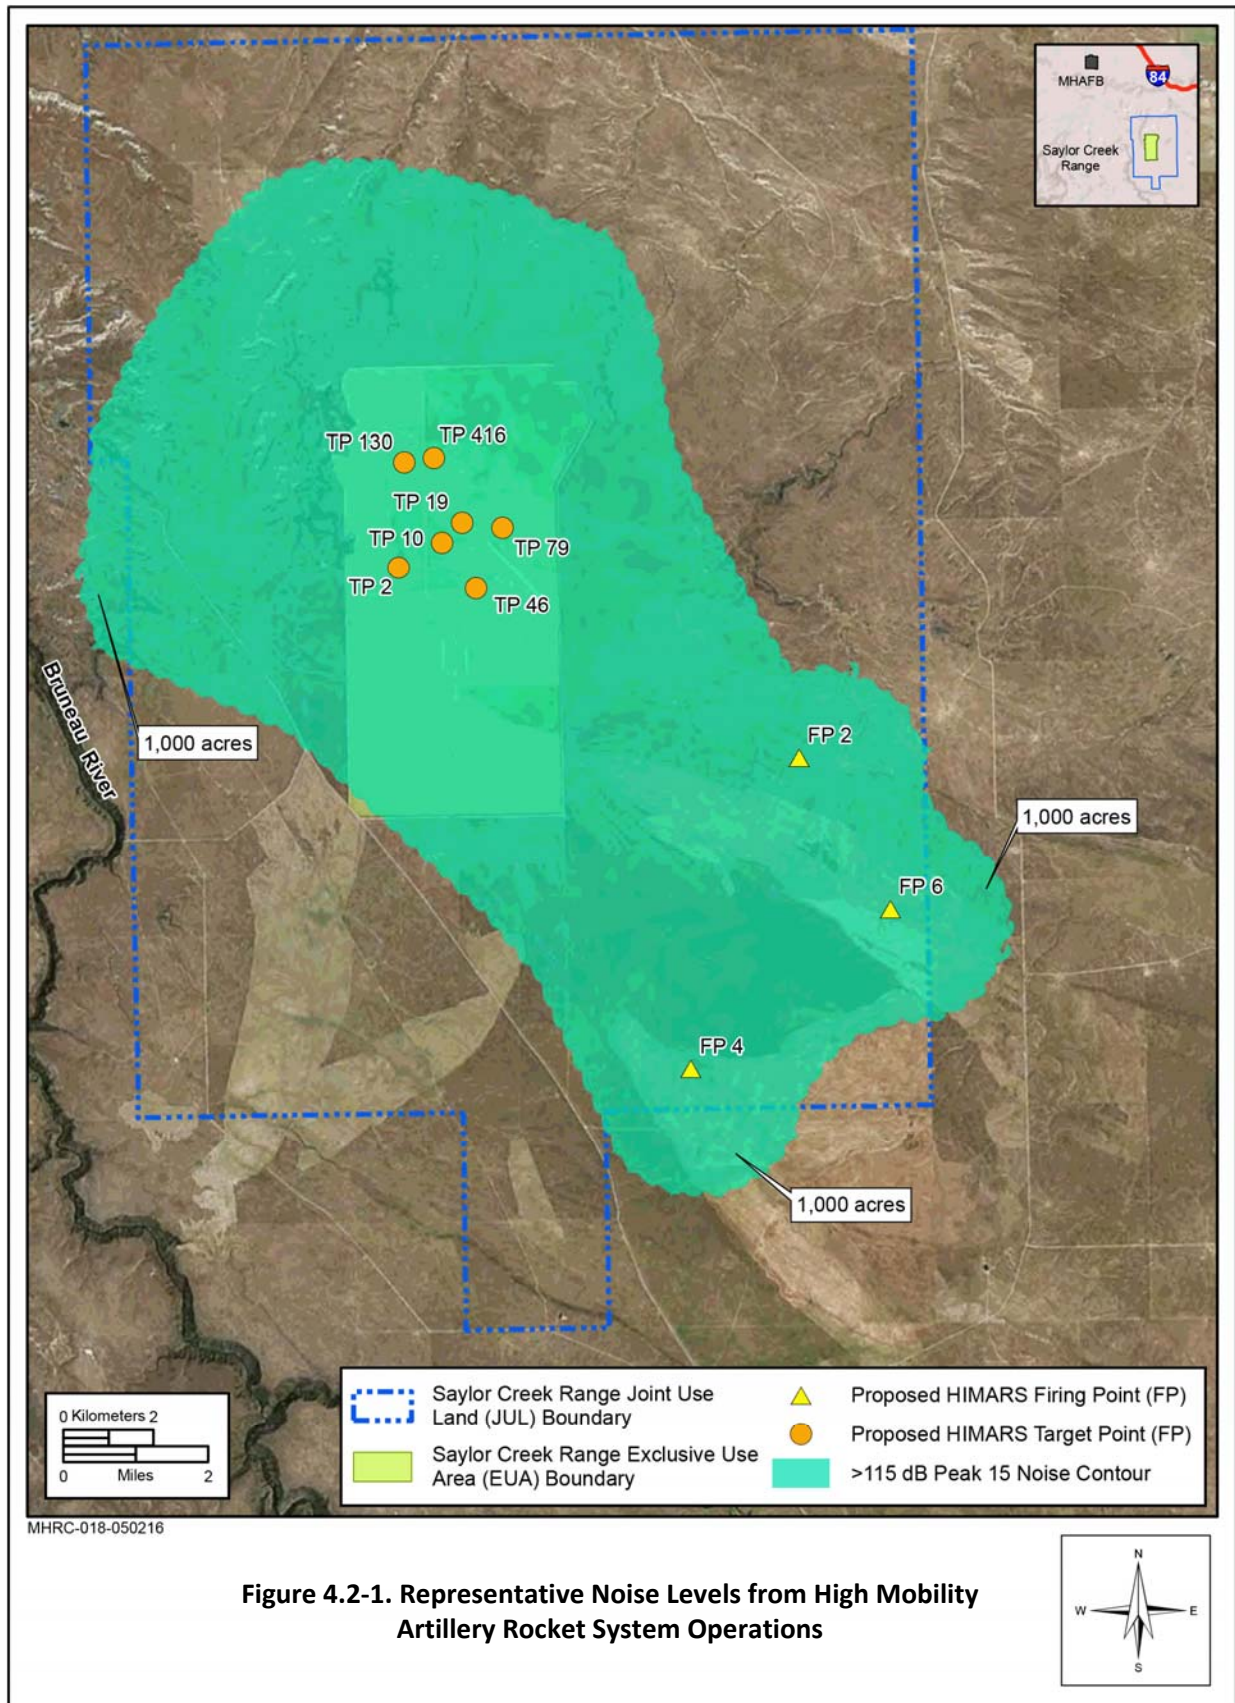 MHAFB
84
Saylor Creek
Range
TP 130
TP 416
TP 19
TP 10
TP 79
TP 2
TP 46
Bruneau River
1,000 acres
FP 2
1,000 acres
FP 6
FP 4
1,000 acres
0 Kilometers 2
0 Miles 2
Saylor Creek Range Joint Use
Land (JUL) Boundary
Saylor Creek Range Exclusive Use
Area (EUA) Boundary
Proposed HIMARS Firing Point (FP)
Proposed HIMARS Target Point (FP)
>115 dB Peak 15 Noise Contour
MHRC-018-050216
Figure 4.2-1. Representative Noise Levels from High Mobility
Artillery Rocket System Operations
N
W E
S